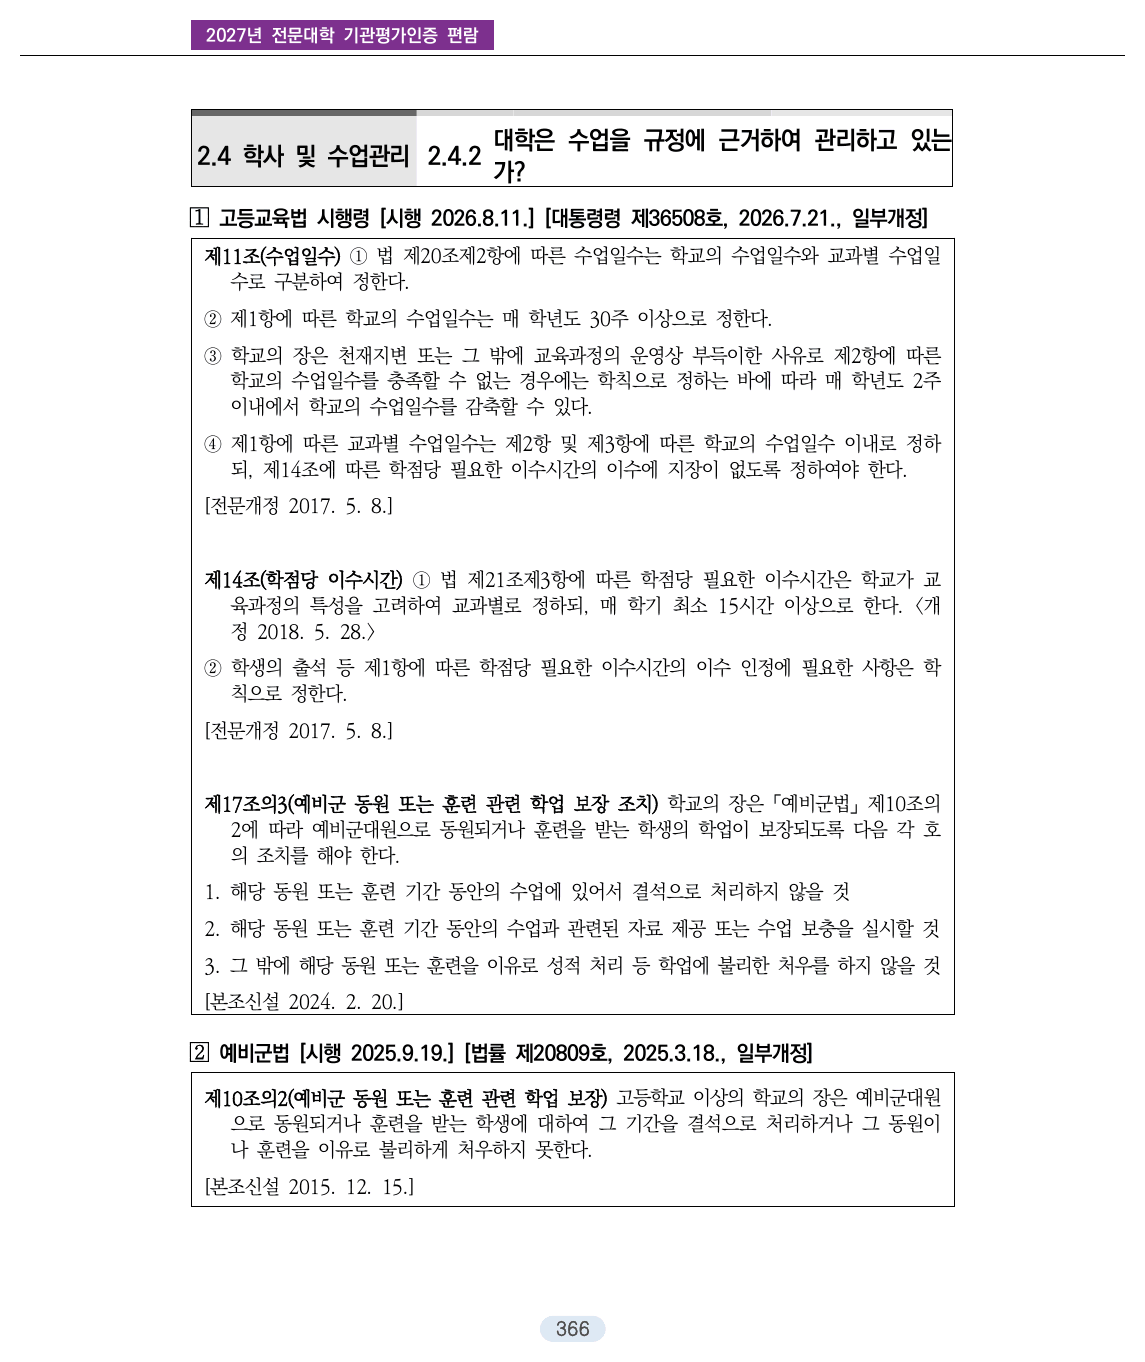 2027년 전문대학 기관평가인증 편람
2.4 학사 및 수업관리 2.4.2 대학은 수업을 규정에 근거하여 관리하고 있는
가?
1 고등교육법 시행령 [시행 2026.8.11.] [대통령령 제36508호, 2026.7.21., 일부개정]
제11조(수업일수) ① 법 제20조제2항에 따른 수업일수는 학교의 수업일수와 교과별 수업일
수로 구분하여 정한다.
② 제1항에 따른 학교의 수업일수는 매 학년도 30주 이상으로 정한다.
③ 학교의 장은 천재지변 또는 그 밖에 교육과정의 운영상 부득이한 사유로 제2항에 따른
학교의 수업일수를 충족할 수 없는 경우에는 학칙으로 정하는 바에 따라 매 학년도 2주
이내에서 학교의 수업일수를 감축할 수 있다.
④ 제1항에 따른 교과별 수업일수는 제2항 및 제3항에 따른 학교의 수업일수 이내로 정하
되, 제14조에 따른 학점당 필요한 이수시간의 이수에 지장이 없도록 정하여야 한다.
[전문개정 2017. 5. 8.]
제14조(학점당 이수시간) ① 법 제21조제3항에 따른 학점당 필요한 이수시간은 학교가 교
육과정의 특성을 고려하여 교과별로 정하되, 매 학기 최소 15시간 이상으로 한다. 〈개
정 2018. 5. 28.〉
② 학생의 출석 등 제1항에 따른 학점당 필요한 이수시간의 이수 인정에 필요한 사항은 학
칙으로 정한다.
[전문개정 2017. 5. 8.]
제17조의3(예비군 동원 또는 훈련 관련 학업 보장 조치) 학교의 장은 「예비군법」 제10조의
2에 따라 예비군대원으로 동원되거나 훈련을 받는 학생의 학업이 보장되도록 다음 각 호
의 조치를 해야 한다.
1. 해당 동원 또는 훈련 기간 동안의 수업에 있어서 결석으로 처리하지 않을 것
2. 해당 동원 또는 훈련 기간 동안의 수업과 관련된 자료 제공 또는 수업 보충을 실시할 것
3. 그 밖에 해당 동원 또는 훈련을 이유로 성적 처리 등 학업에 불리한 처우를 하지 않을 것
[본조신설 2024. 2. 20.]
2 예비군법 [시행 2025.9.19.] [법률 제20809호, 2025.3.18., 일부개정]
제10조의2(예비군 동원 또는 훈련 관련 학업 보장) 고등학교 이상의 학교의 장은 예비군대원
으로 동원되거나 훈련을 받는 학생에 대하여 그 기간을 결석으로 처리하거나 그 동원이
나 훈련을 이유로 불리하게 처우하지 못한다.
[본조신설 2015. 12. 15.]
366